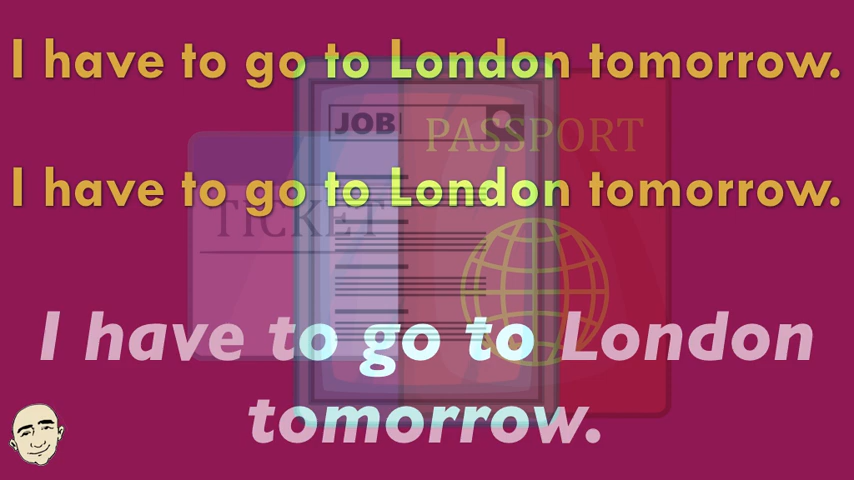 I have to go to London tomorrow.
JOB
PASSPORT
I have to go to London tomorrow.
TICKET
I have to go to London
tomorrow.